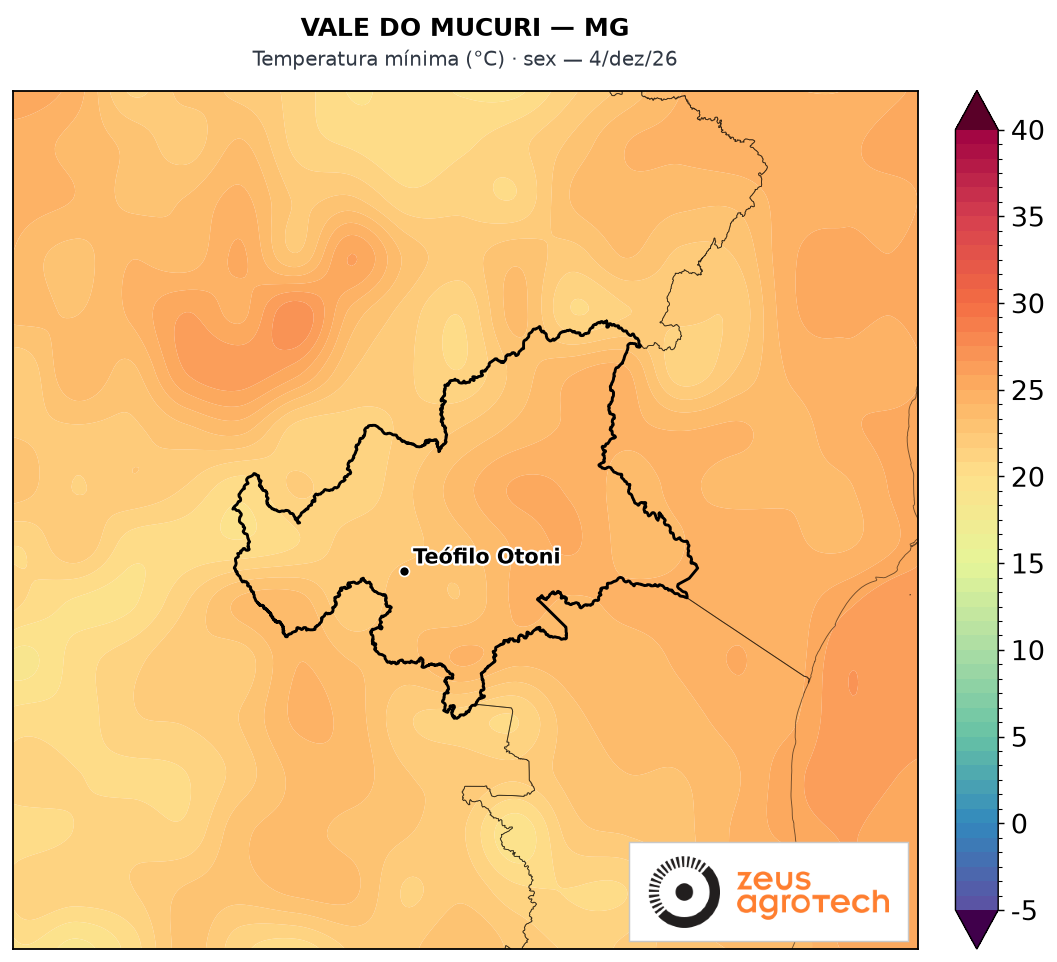 VALE DO MUCURI — MG
Temperatura mínima (°C) · sex — 4/dez/26
40
35
30
25
20
15
10
5
0
-5
Teófilo Otoni
zeus
agrotech